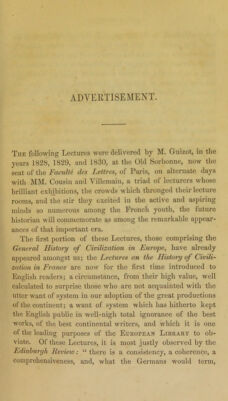 ADVERTISEMENT.
The following Lectures were delivered by M. Guizot, in the
years 1828, 1829, and 1830, at the Old Sorbonne, now the
seat of the Faculté des Lettres, of Paris, on alternate days
with MM. Cousin and Villemain, a triad of lecturers whose
brilliant exhibitions, the crowds which thronged their lecture
rooms, and the stir they excited in the active and aspiring
minds so numerous among the French youth, the future
historian will commemorate as among the remarkable appear-
ances of that important era.
The first portion of these Lectures, those comprising the
General History of Civilization in Europe, have already
appeared amongst us; the Lectures on the History of Civili-
zation in France are now for the first time introduced to
English readers; a circumstance, from their high value, well
calculated to surprise those who are not acquainted with the
utter want of system in our adoption of the great productions
of the continent; a want of system which has hitherto kept
the English public in well-nigh total ignorance of the best
works, of the best continental writers, and which it is one
of the leading purposes of the European Library to ob-
viate. Of these Lectures, it is most justly observed by the
Edinburgh Review: “ there is a consistency, a coherence, a
comprehensiveness, and, what the Germans would term,